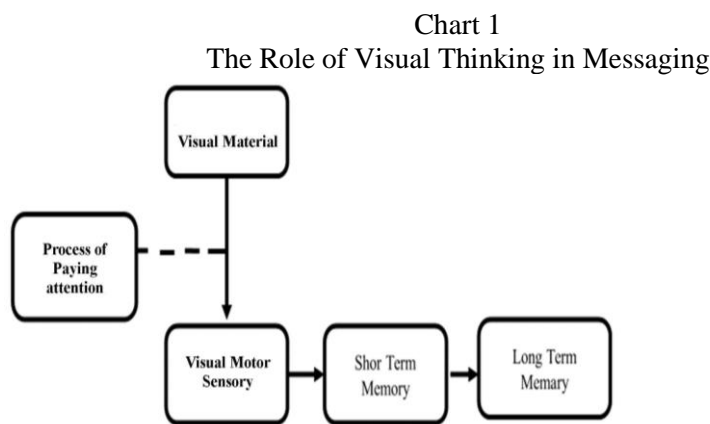 Chart 1
The Role of Visual Thinking in Messaging
Visual Material
Process of
Paying
attention
Visual Motor
Sensory
Shor Term
Memory
Long Term
Memary